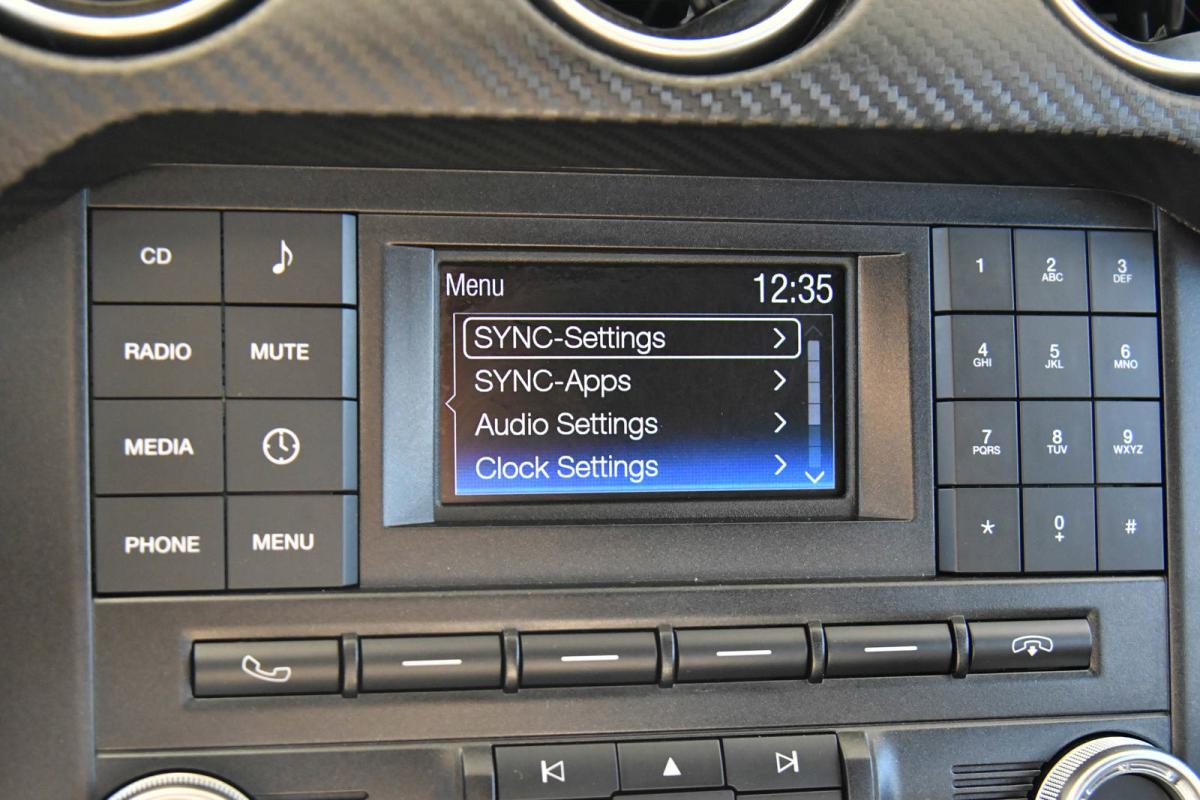 CD
RADIO
MUTE
MEDIA
PHONE
MENU
Menu
12:35
SYNC-Settings
SYNC-Apps
Audio Settings
Clock Settings
1
2
ABC
3
DEF
4
GHI
5
JKL
6
MNO
7
PQRS
8
TUV
9
WXYZ
*
0
+
#